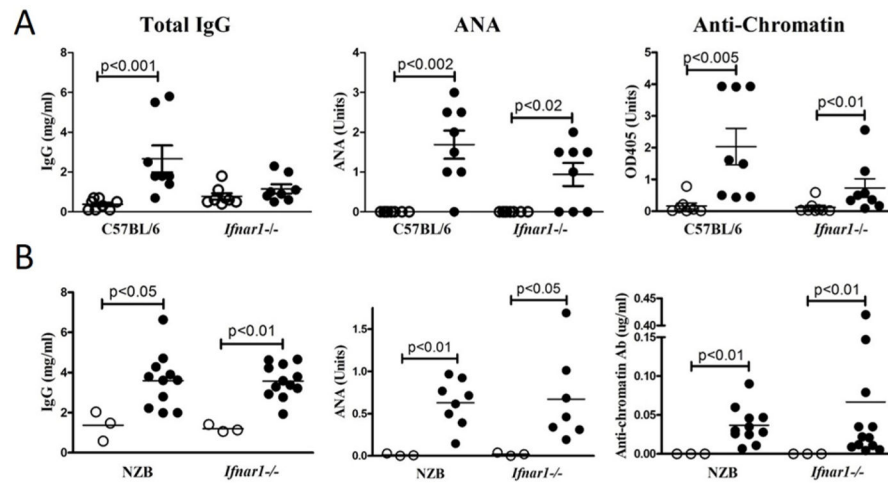 A
Total IgG
ANA
Anti-Chromatin
IgG (mg/ml)
8
6
4
2
0
p<0.001
C57BL/6
Ifnar1-/-
ANA (Units)
4
3
2
1
0
p<0.002
p<0.02
C57BL/6
Ifnar1-/-
OD405 (Units)
5
4
3
2
1
0
p<0.005
p<0.01
C57BL/6
Ifnar1-/-
B
IgG (mg/ml)
8
6
4
2
0
p<0.05
p<0.01
NZB
Ifnar1-/-
ANA (Units)
1.5
1.0
0.5
0.0
p<0.01
p<0.05
NZB
Ifnar1-/-
Anti-chromatin Ab (ug/ml)
0.45
0.40
0.30
0.15
0.10
0.05
0.00
p<0.01
p<0.01
NZB
Ifnar1-/-